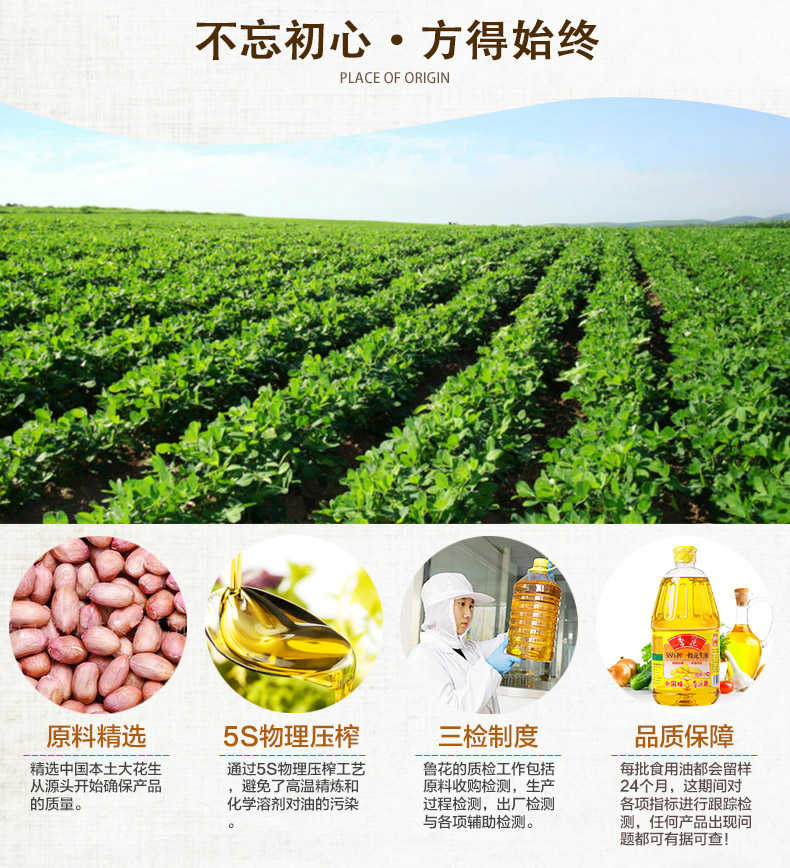 不忘初心·方得始终
PLACE OF ORIGIN
原料精选
精选中国本土大花生
从源头开始确保产品
的质量。
5S物理压榨
通过5S物理压榨工艺
，避免了高温精炼和
化学溶剂对油的污染
。
三检制度
鲁花的质检工作包括
原料收购检测，生产
过程检测，出厂检测
与各项辅助检测。
鲁花
品质保障
每批食用油都会留样
24个月，这期间对
各项指标进行跟踪检
测，任何产品出现问
题都可有据可查！